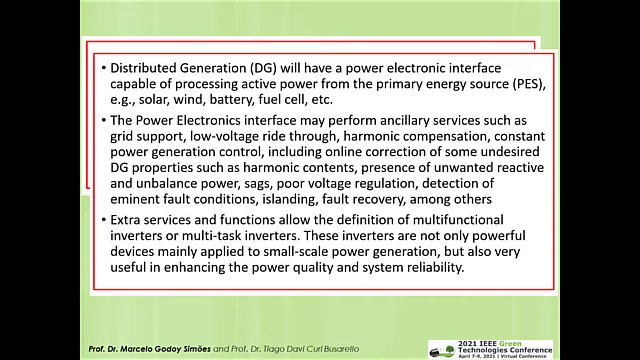 • Distributed Generation (DG) will have a power electronic interface
capable of processing active power from the primary energy source (PES),
e.g., solar, wind, battery, fuel cell, etc.
• The Power Electronics interface may perform ancillary services such as
grid support, low-voltage ride through, harmonic compensation, constant
power generation control, including online correction of some undesired
DG properties such as harmonic contents, presence of unwanted reactive
and unbalance power, sags, poor voltage regulation, detection of
eminent fault conditions, islanding, fault recovery, among others
• Extra services and functions allow the definition of multifunctional
inverters or multi-task inverters. These inverters are not only powerful
devices mainly applied to small-scale power generation, but also very
useful in enhancing the power quality and system reliability.
Prof. Dr. Marcelo Godoy Simões and Prof. Dr. Tiago Davi Curi Busarello
2021 IEEE Green
Technologies Conference
April 7-9, 2021 | Virtual Conference